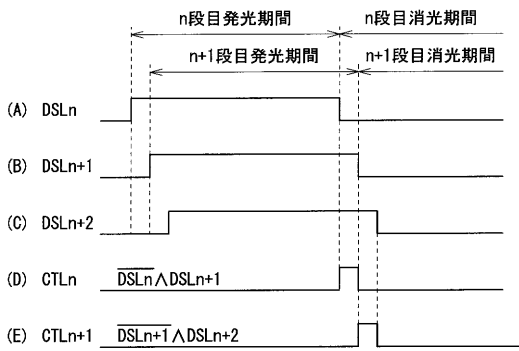 n段目発光期間 n段目消光期間
n+1段目発光期間 n+1段目消光期間
(A) DSLn
(B) DSLn+1
(C) DSLn+2
(D) CTLn D̅S̅L̅n̅∧DSLn+1
(E) CTLn+1 D̅S̅L̅n̅+̅1̅∧DSLn+2